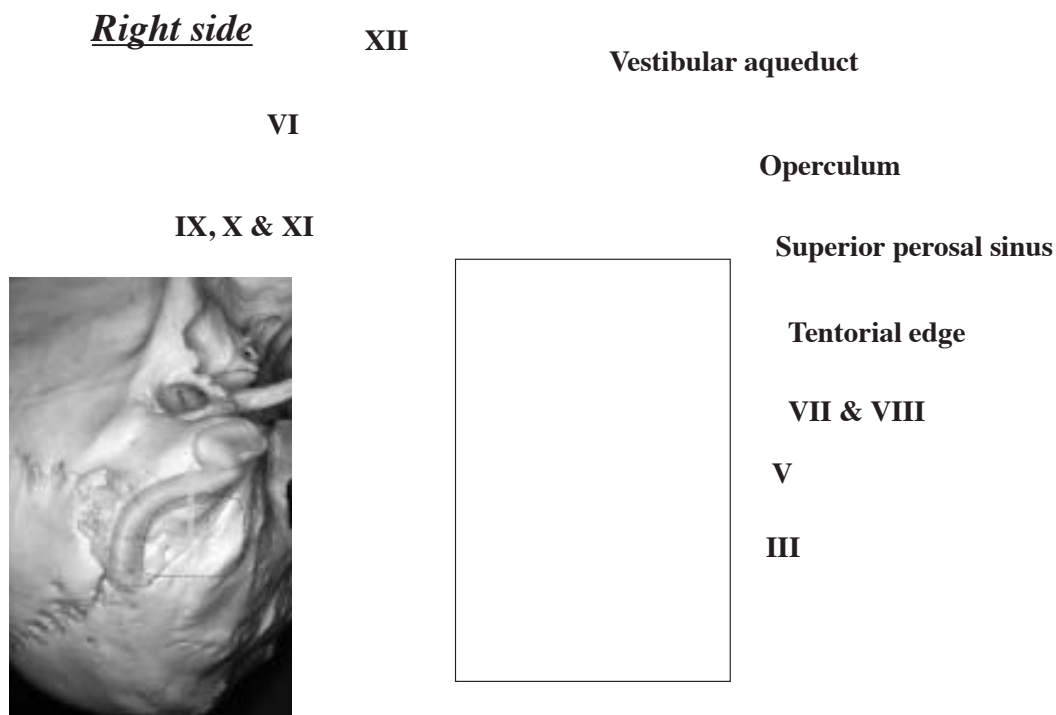 Right side
XII
Vestibular aqueduct
VI
Operculum
IX, X & XI
Superior perosal sinus
Tentorial edge
VII & VIII
V
III